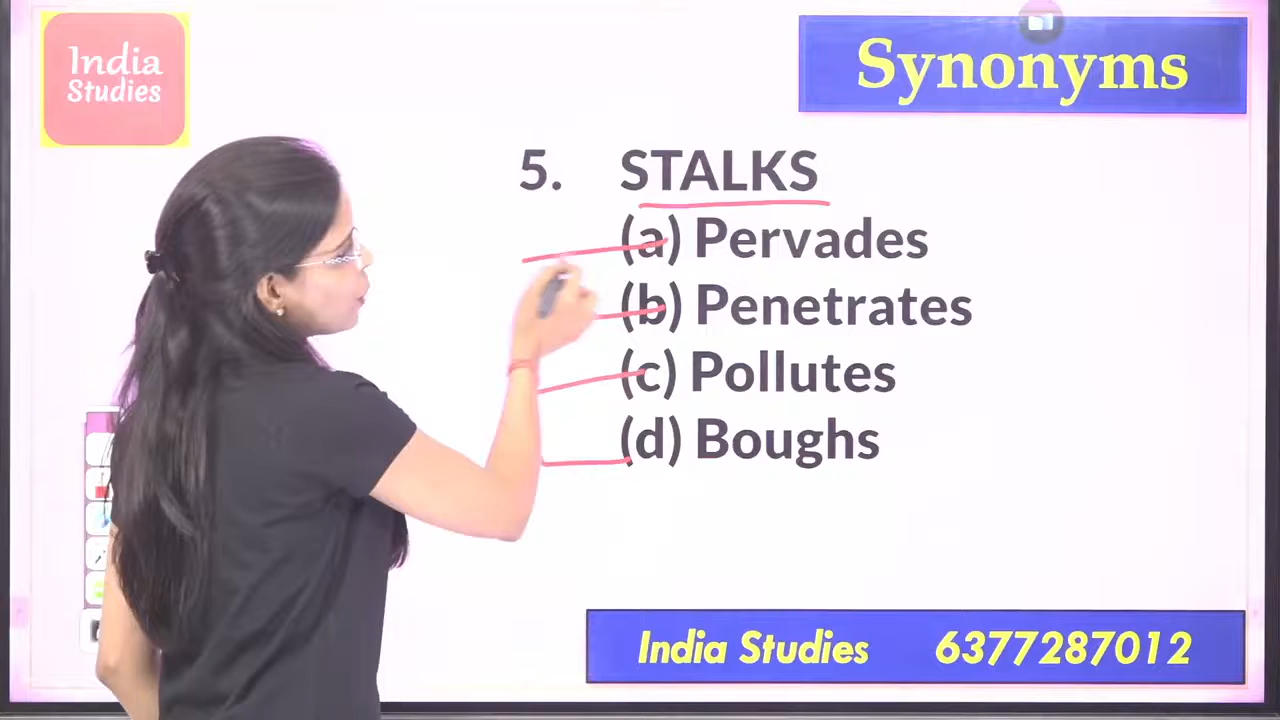 India
Studies
Synonyms
5. STALKS
(a) Pervades
(b) Penetrates
(c) Pollutes
(d) Boughs
India Studies 6377287012